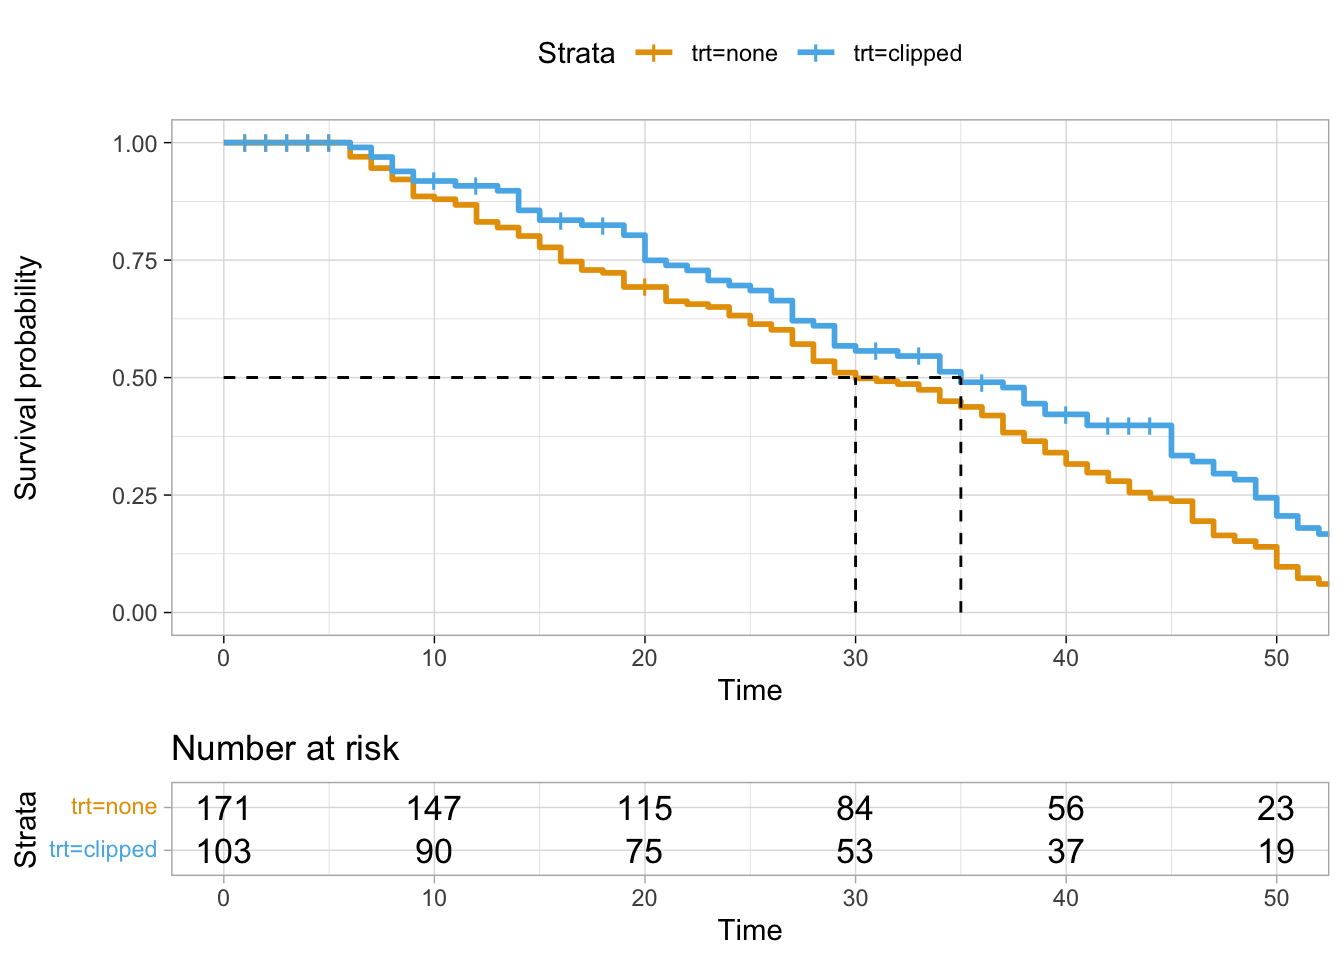 Strata trt=none trt=clipped
1.00
0.75
0.50
0.25
0.00
Survival probability
0 10 20 30 40 50
Time
Number at risk
Strata
trt=none 171 147 115 84 56 23
trt=clipped 103 90 75 53 37 19
0 10 20 30 40 50
Time